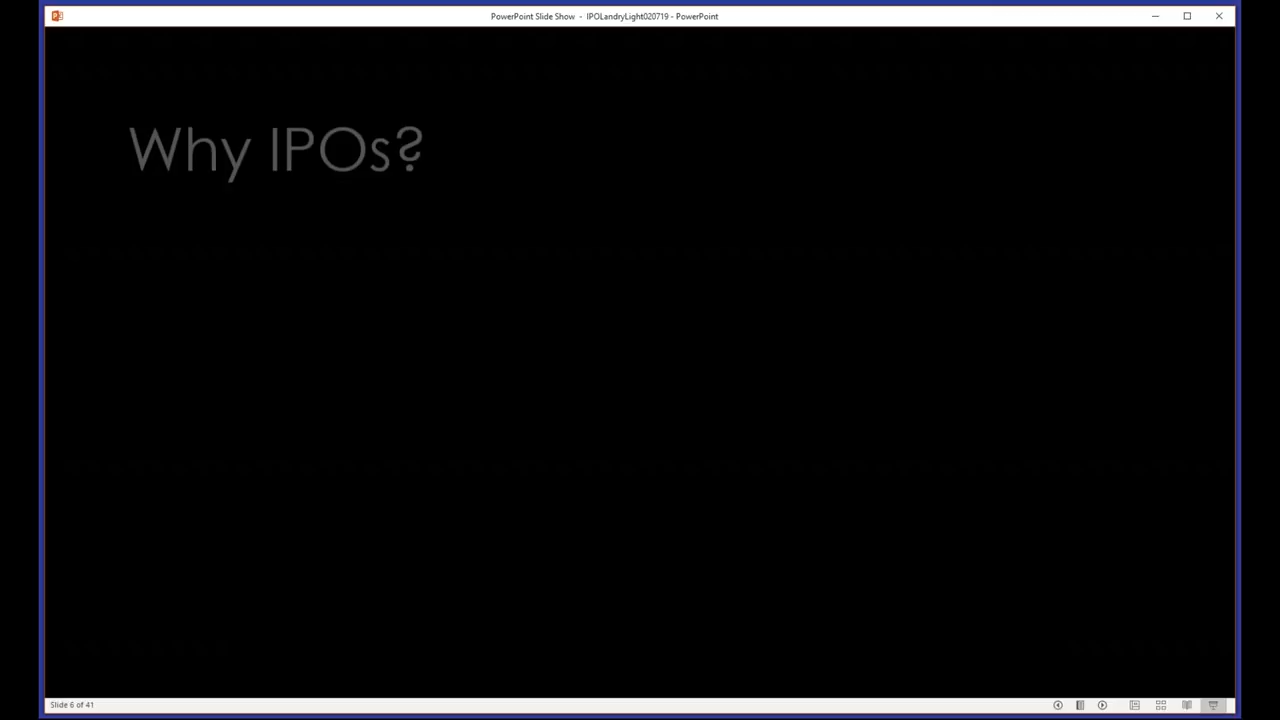 PowerPoint Slide Show - IPOLandryLight020719 - PowerPoint
Why IPOs?
Slide 6 of 41